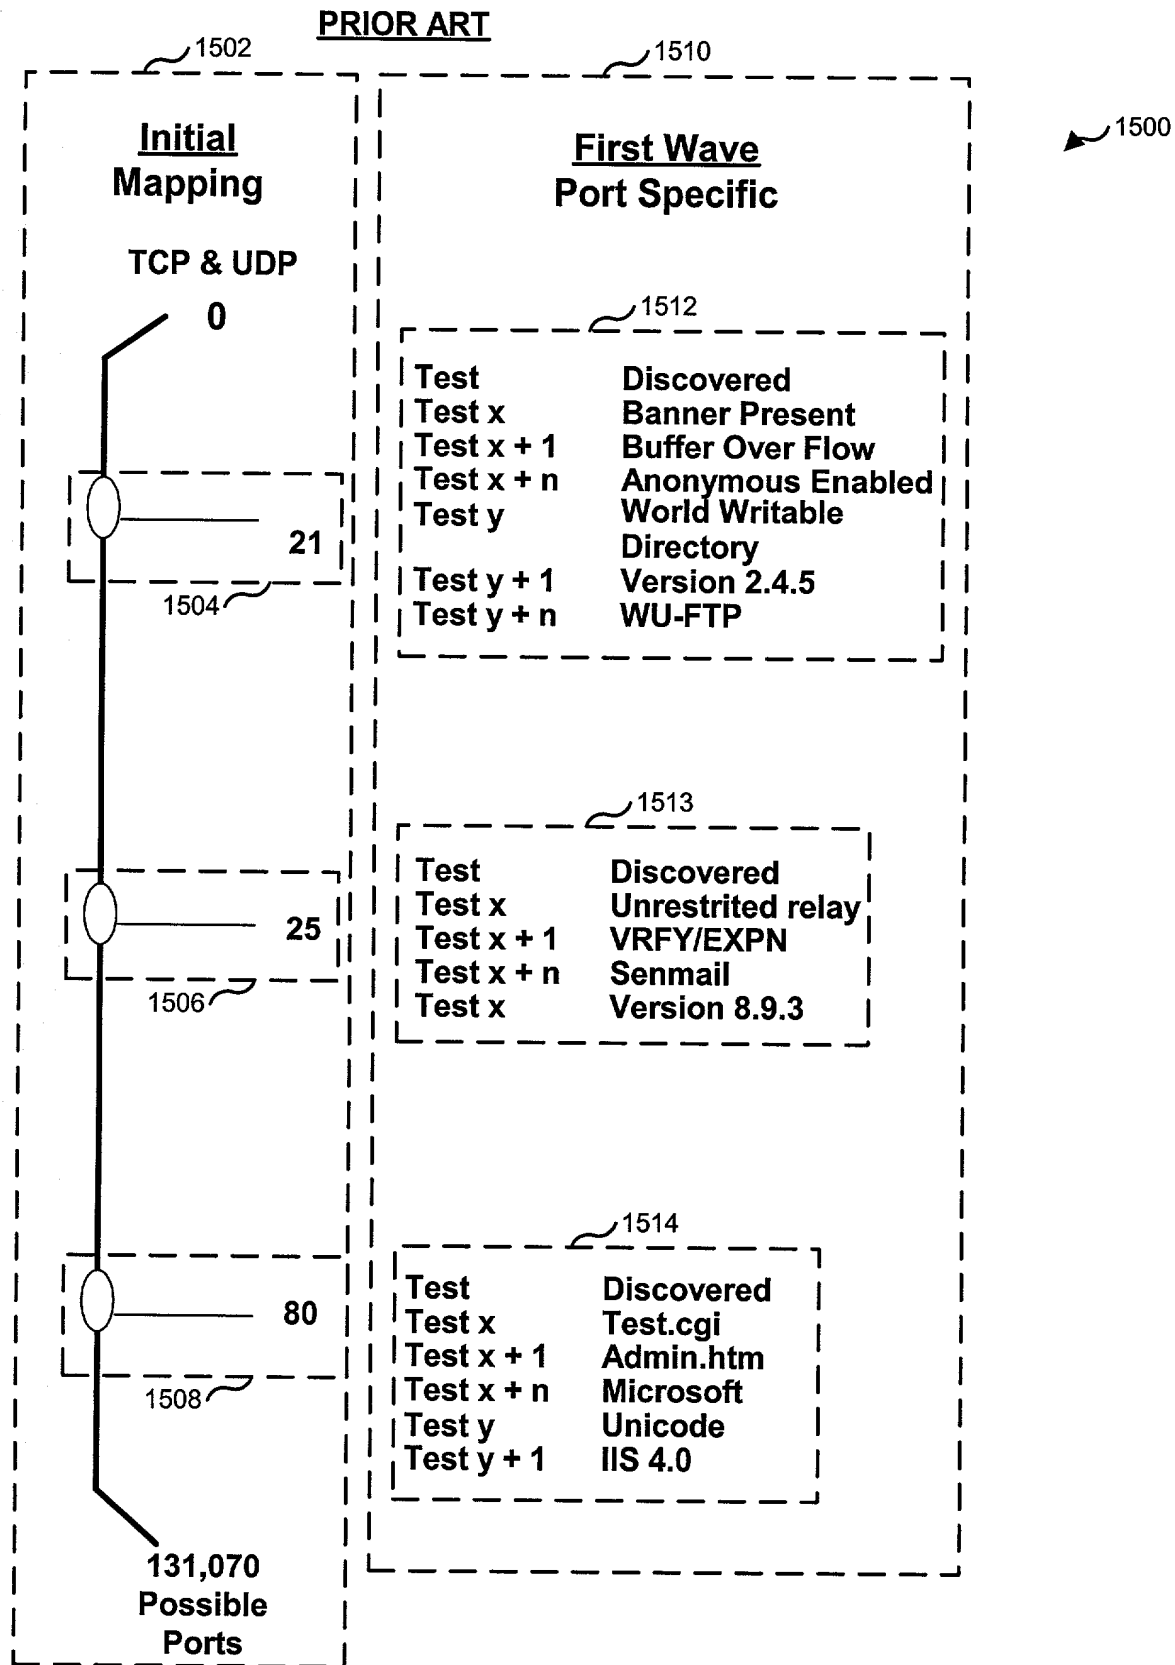 PRIOR ART
1502
1510
1500
Initial
Mapping
TCP & UDP
0
21
1504
25
1506
80
1508
131,070
Possible
Ports
First Wave
Port Specific
1512
Test Discovered
Test x Banner Present
Test x + 1 Buffer Over Flow
Test x + n Anonymous Enabled
Test y World Writable
Directory
Test y + 1 Version 2.4.5
Test y + n WU-FTP
1513
Test Discovered
Test x Unrestrited relay
Test x + 1 VRFY/EXPN
Test x + n Senmail
Test x Version 8.9.3
1514
Test Discovered
Test x Test.cgi
Test x + 1 Admin.htm
Test x + n Microsoft
Test y Unicode
Test y + 1 IIS 4.0